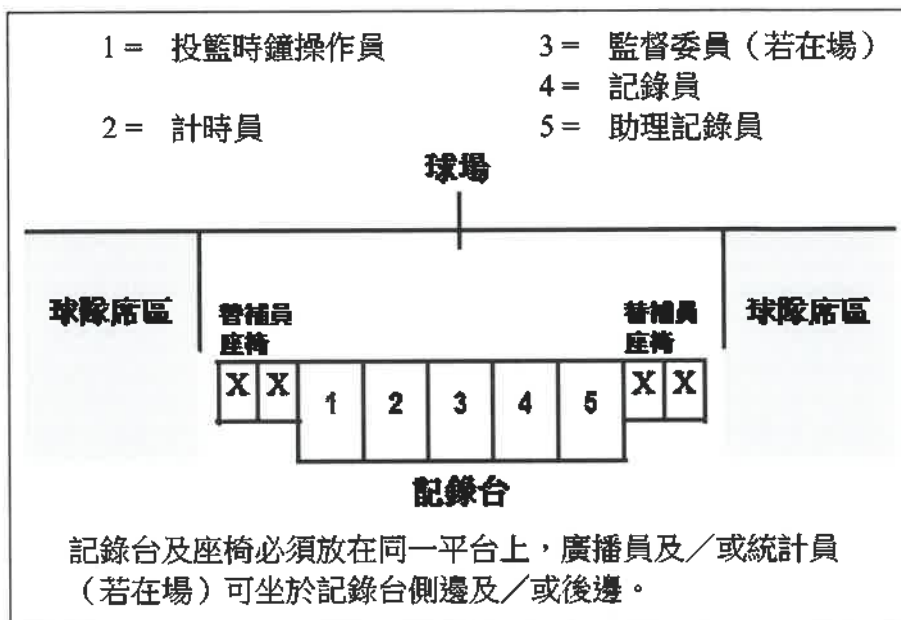 1 = 投籃時鐘操作員
3 = 監督委員（若在場）
4 = 記錄員
2 = 計時員
5 = 助理記錄員
球場
球隊席區
替補員
座椅
替補員
座椅
球隊席區
X X 1 2 3 4 5 X X
記錄台
記錄台及座椅必須放在同一平台上，廣播員及／或統計員
（若在場）可坐於記錄台側邊及／或後邊。